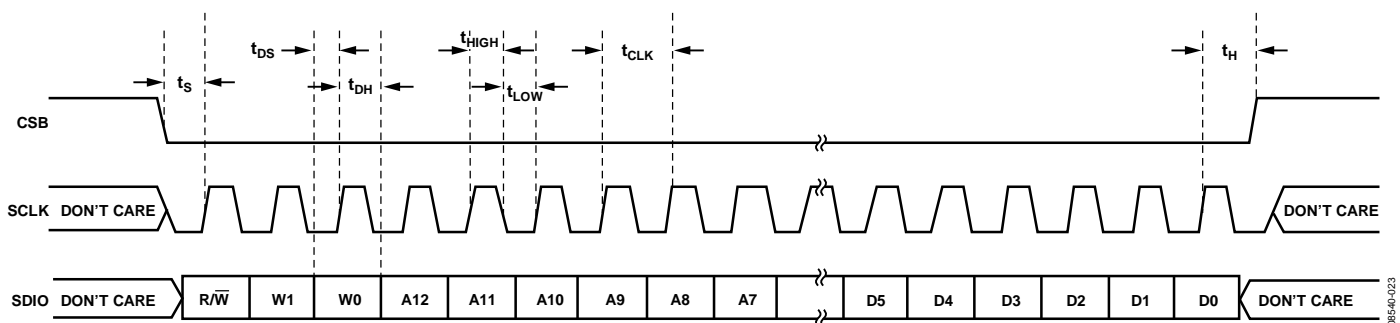 tDS tHIGH tCLK tH
tS tDH tLOW
CSB
SCLK DON'T CARE DON'T CARE
SDIO DON'T CARE R/W̅ W1 W0 A12 A11 A10 A9 A8 A7 D5 D4 D3 D2 D1 D0 DON'T CARE
08540-023